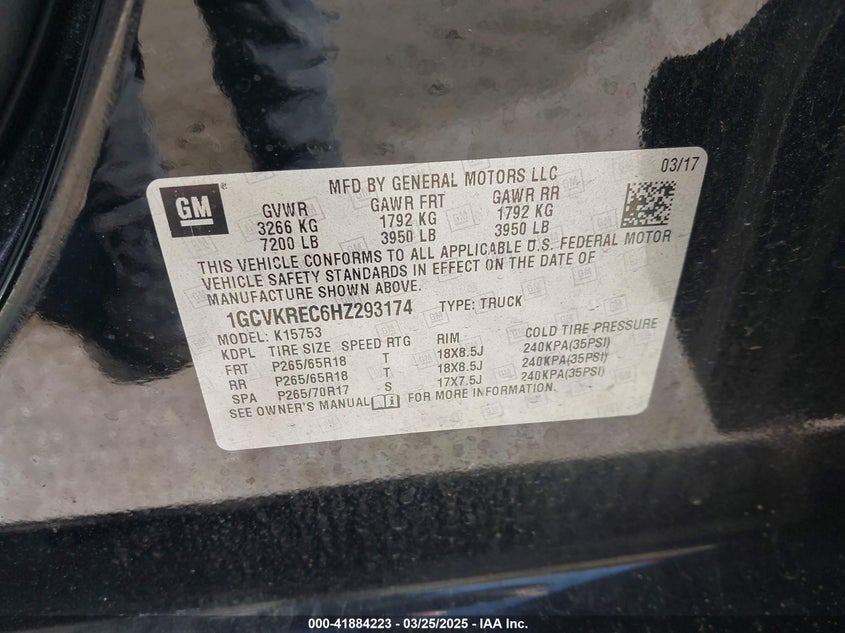 MFD BY GENERAL MOTORS LLC 03/17
GM GVWR GAWR FRT GAWR RR
3266 KG 1792 KG 1792 KG
7200 LB 3950 LB 3950 LB
THIS VEHICLE CONFORMS TO ALL APPLICABLE U.S. FEDERAL MOTOR
VEHICLE SAFETY STANDARDS IN EFFECT ON THE DATE OF
MANUFACTURE SHOWN ABOVE.
1GCVKREC6HZ293174 TYPE: TRUCK
MODEL: K15753
KDPL TIRE SIZE SPEED RTG RIM COLD TIRE PRESSURE
FRT P265/65R18 T 18X8.5J 240KPA(35PSI)
RR P265/65R18 T 18X8.5J 240KPA(35PSI)
SPA P265/70R17 S 17X7.5J 240KPA(35PSI)
SEE OWNER'S MANUAL FOR MORE INFORMATION.
000-41884223 - 03/25/2025 - IAA Inc.